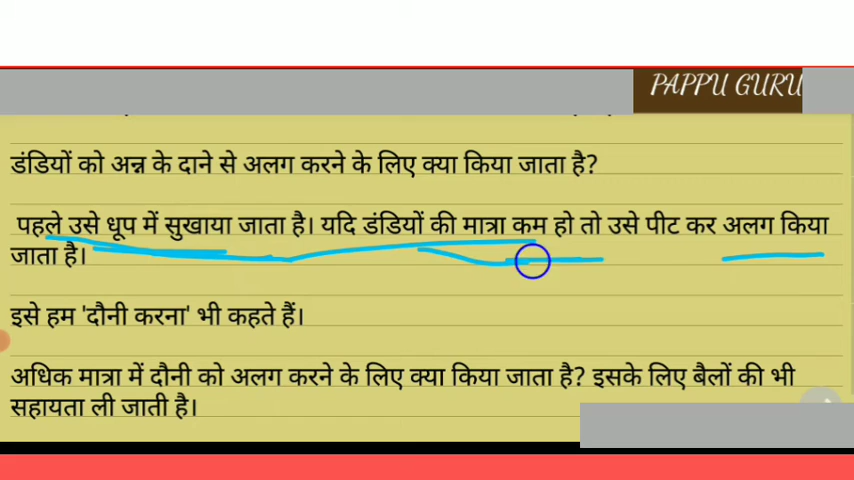 PAPPU GURU
डंडियों को अन्न के दाने से अलग करने के लिए क्या किया जाता है?
पहले उसे धूप में सुखाया जाता है। यदि डंडियों की मात्रा कम हो तो उसे पीट कर अलग किया
जाता है।
इसे हम 'दौनी करना' भी कहते हैं।
अधिक मात्रा में दौनी को अलग करने के लिए क्या किया जाता है? इसके लिए बैलों की भी
सहायता ली जाती है।